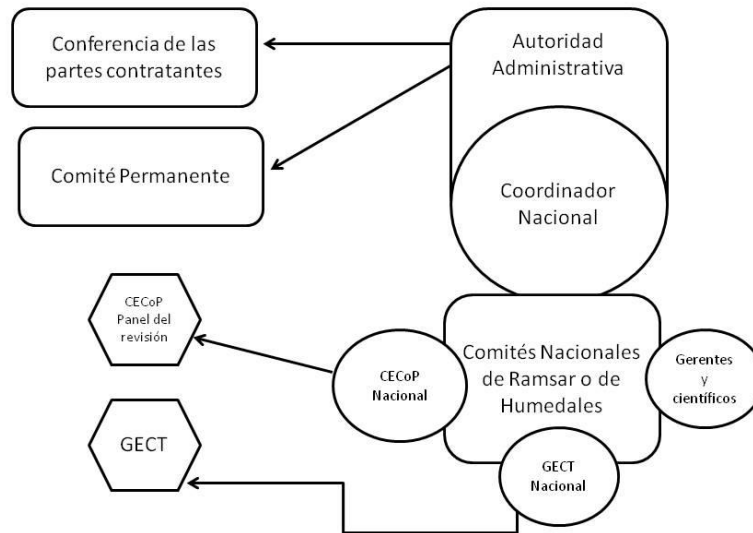 Conferencia de las
partes contratantes
Autoridad
Administrativa
Comité Permanente
Coordinador
Nacional
CECoP
Panel del
revisión
Comités Nacionales
de Ramsar o de
Humedales
CECoP
Nacional
Gerentes
y
científicos
GECT
GECT
Nacional